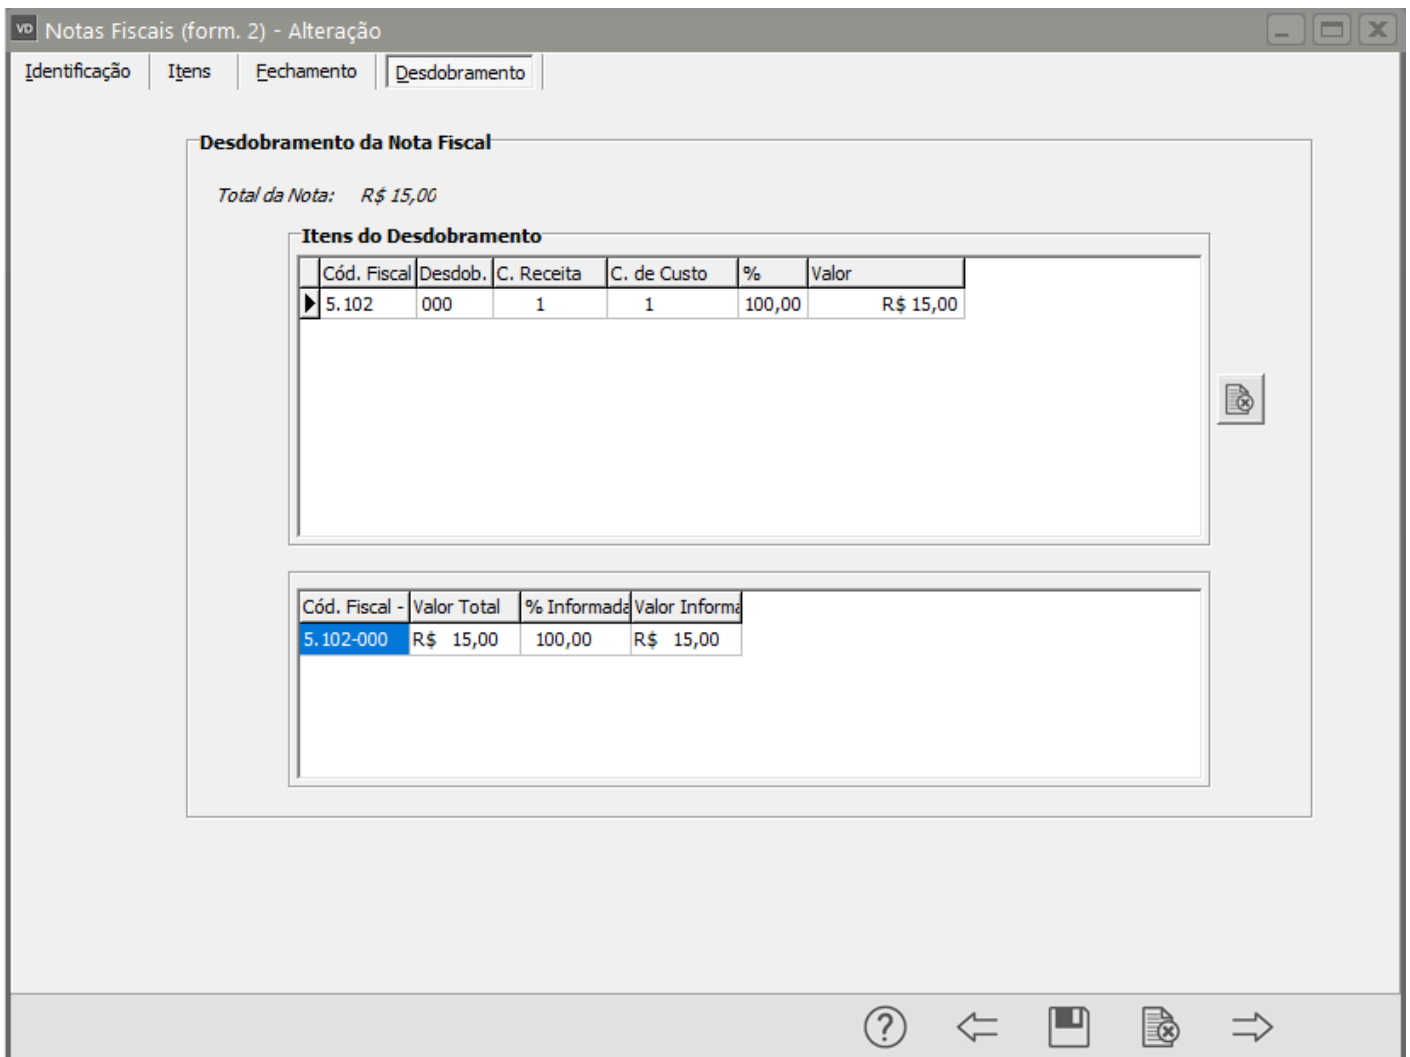 VD Notas Fiscais (form. 2) - Alteração
Identificação Itens Fechamento Desdobramento
Desdobramento da Nota Fiscal
Total da Nota: R$ 15,00
Itens do Desdobramento
Cód. Fiscal Desdob. C. Receita C. de Custo % Valor
5.102 000 1 1 100,00 R$ 15,00
Cód. Fiscal - Valor Total % Informada Valor Informa
5.102-000 R$ 15,00 100,00 R$ 15,00
?